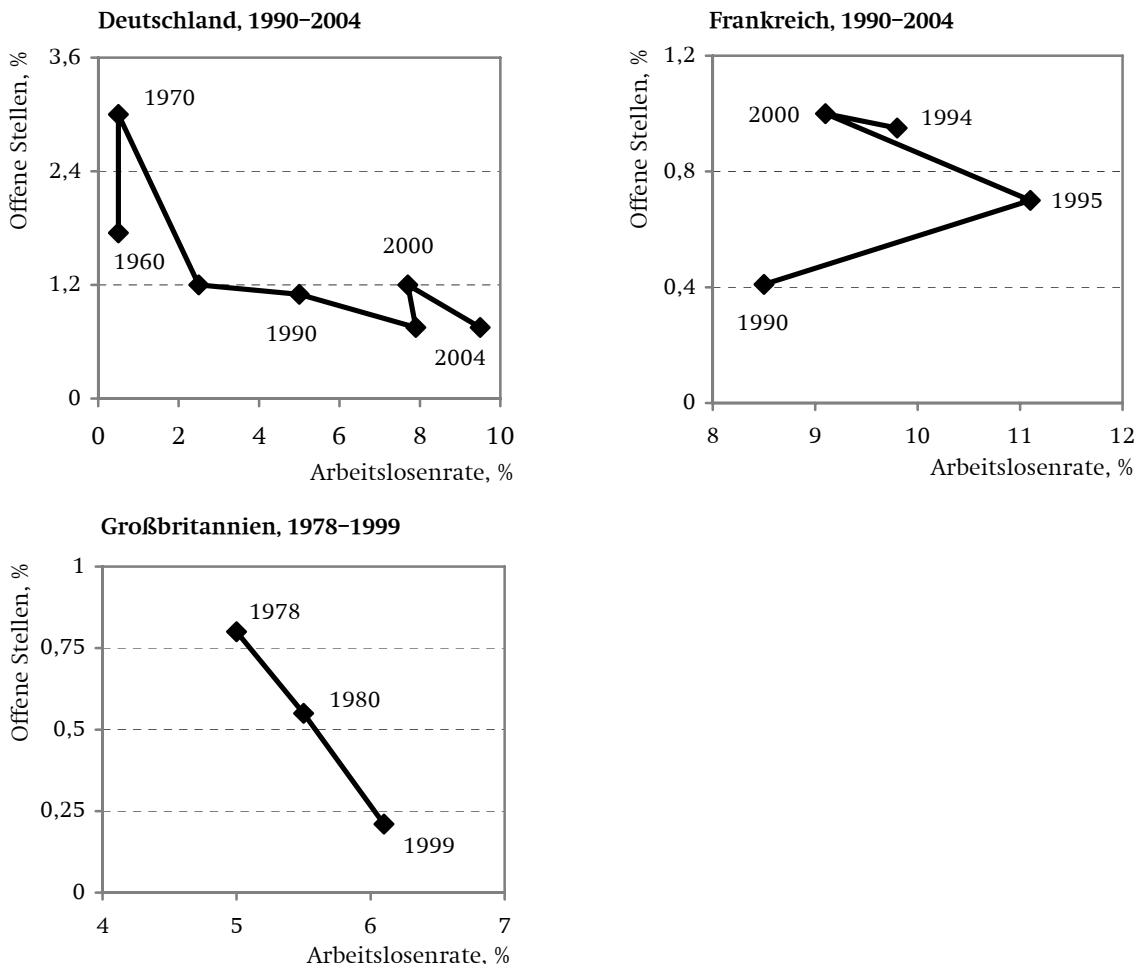 Deutschland, 1990–2004
Offene Stellen, %
3,6
2,4
1,2
0
1970
1960
1990
2000
2004
0 2 4 6 8 10
Arbeitslosenrate, %
Frankreich, 1990–2004
Offene Stellen, %
1,2
0,8
0,4
0
2000
1994
1995
1990
8 9 10 11 12
Arbeitslosenrate, %
Großbritannien, 1978–1999
Offene Stellen, %
1
0,75
0,5
0,25
0
1978
1980
1999
4 5 6 7
Arbeitslosenrate, %